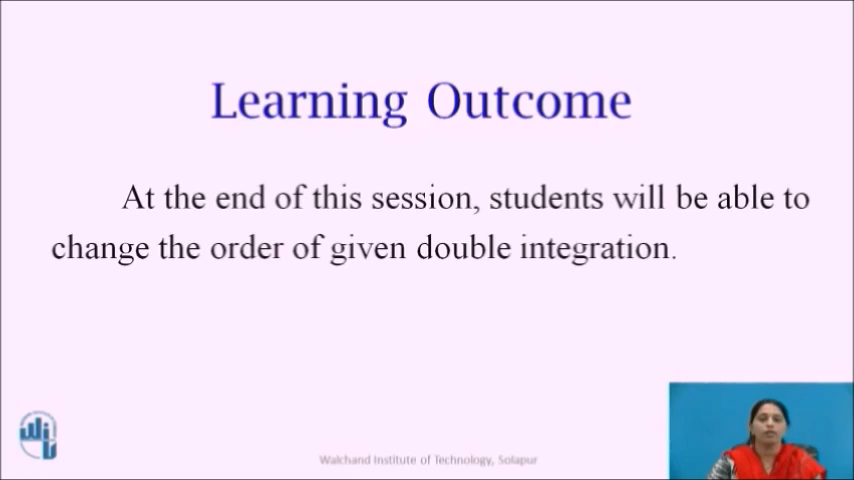 Learning Outcome
At the end of this session, students will be able to
change the order of given double integration.
Walchand Institute of Technology, Solapur